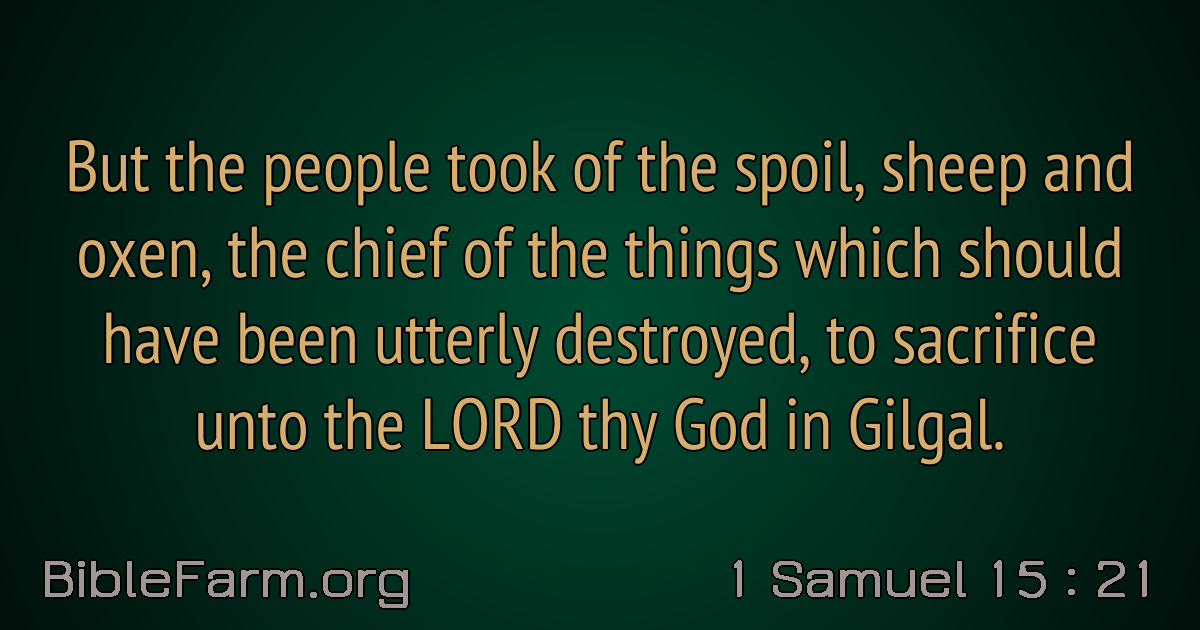 But the people took of the spoil, sheep and
oxen, the chief of the things which should
have been utterly destroyed, to sacrifice
unto the LORD thy God in Gilgal.
BibleFarm.org
1 Samuel 15 : 21